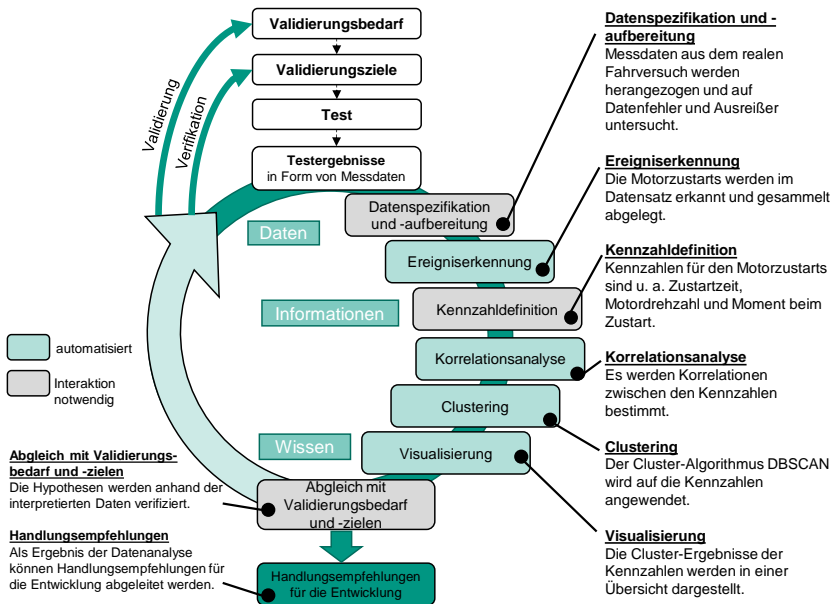 Validierungsbedarf
Validierungsziele
Test
Testergebnisse
in Form von Messdaten
Validierung
Verifikation
Datenspezifikation
und -aufbereitung
Ereigniserkennung
Kennzahldefinition
Korrelationsanalyse
Clustering
Visualisierung
Abgleich mit
Validierungsbedarf
und -zielen
Handlungsempfehlungen
für die Entwicklung
Daten
Informationen
Wissen
automatisiert
Interaktion
notwendig
Abgleich mit Validierungs-
bedarf und -zielen
Die Hypothesen werden anhand der
interpretierten Daten verifiziert.
Handlungsempfehlungen
Als Ergebnis der Datenanalyse
können Handlungsempfehlungen für
die Entwicklung abgeleitet werden.
Datenspezifikation und -
aufbereitung
Messdaten aus dem realen
Fahrversuch werden
herangezogen und auf
Datenfehler und Ausreißer
untersucht.
Ereigniserkennung
Die Motorzustarts werden im
Datensatz erkannt und gesammelt
abgelegt.
Kennzahldefinition
Kennzahlen für den Motorzustarts
sind u. a. Zustartzeit,
Motordrehzahl und Moment beim
Zustart.
Korrelationsanalyse
Es werden Korrelationen
zwischen den Kennzahlen
bestimmt.
Clustering
Der Cluster-Algorithmus DBSCAN
wird auf die Kennzahlen
angewendet.
Visualisierung
Die Cluster-Ergebnisse der
Kennzahlen werden in einer
Übersicht dargestellt.